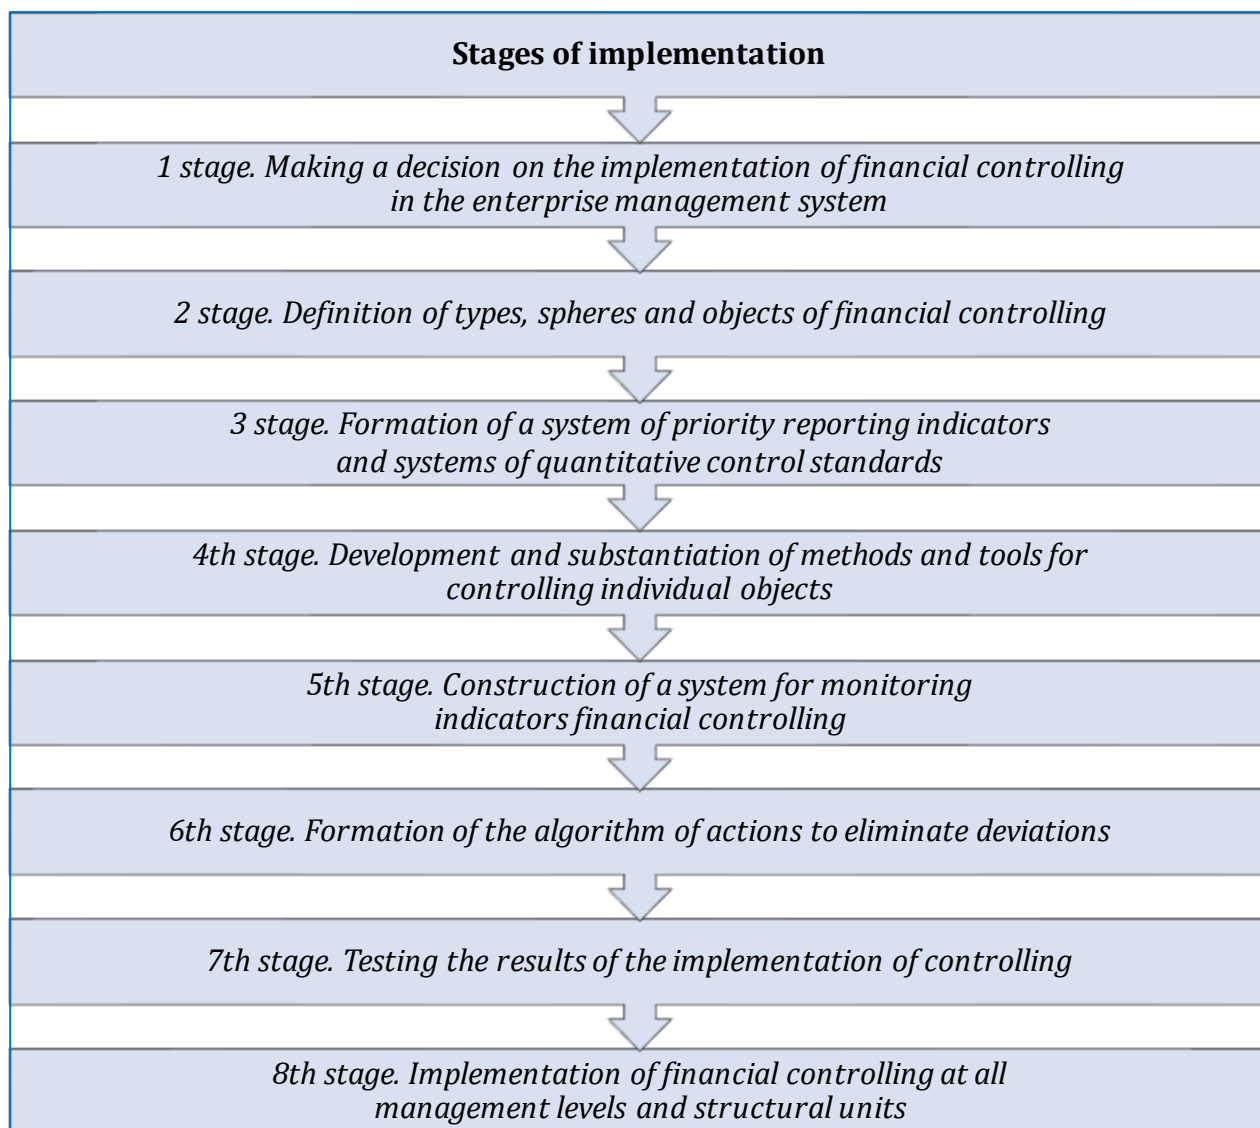 Stages of implementation
1 stage. Making a decision on the implementation of financial controlling
in the enterprise management system
2 stage. Definition of types, spheres and objects of financial controlling
3 stage. Formation of a system of priority reporting indicators
and systems of quantitative control standards
4th stage. Development and substantiation of methods and tools for
controlling individual objects
5th stage. Construction of a system for monitoring
indicators financial controlling
6th stage. Formation of the algorithm of actions to eliminate deviations
7th stage. Testing the results of the implementation of controlling
8th stage. Implementation of financial controlling at all
management levels and structural units